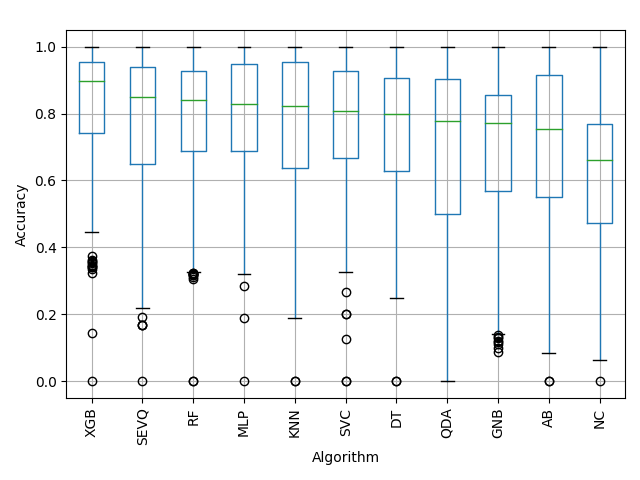 1.0
0.8
0.6
0.4
0.2
0.0
Accuracy
XGB
SEVQ
RF
MLP
KNN
SVC
DT
QDA
GNB
AB
NC
Algorithm